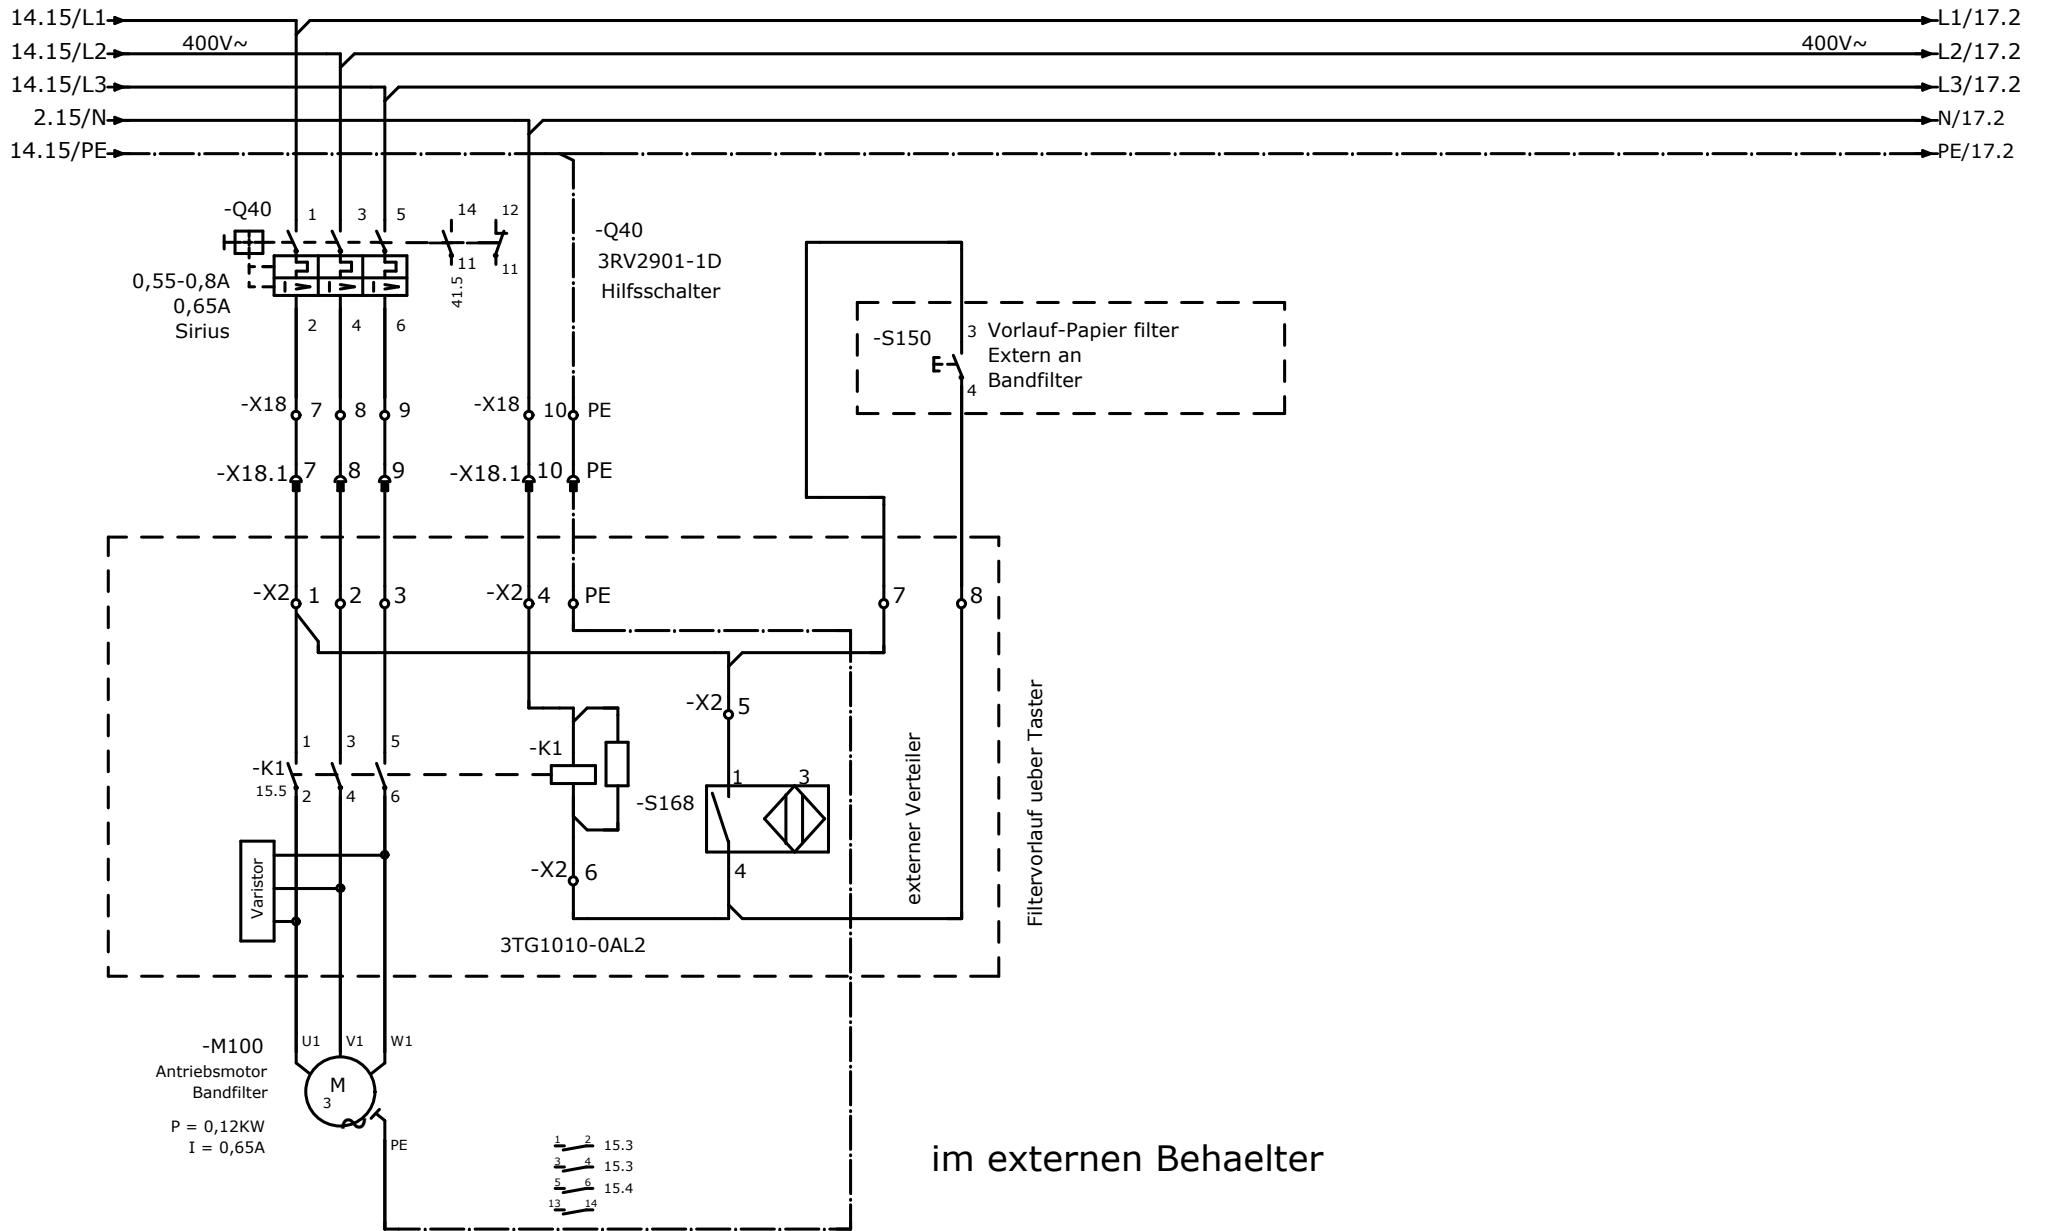 14.15/L1
L1/17.2
14.15/L2
400V~
400V~
L2/17.2
14.15/L3
L3/17.2
2.15/N
N/17.2
14.15/PE
PE/17.2
-Q40
1
3
5
14
12
11
11
41.5
0,55-0,8A
0,65A
Sirius
2
4
6
-Q40
3RV2901-1D
Hilfsschalter
-S150
3
4
Vorlauf-Papier filter
Extern an
Bandfilter
-X18
7
8
9
-X18
10
PE
-X18.1
7
8
9
-X18.1
10
PE
-X2
1
2
3
-X2
4
PE
7
8
-X2
5
-K1
15.5
1
3
5
2
4
6
-K1
-S168
1
3
4
-X2
6
Varistor
externer Verteiler
Filtervorlauf ueber Taster
3TG1010-0AL2
-M100
Antriebsmotor
Bandfilter
P = 0,12KW
I = 0,65A
U1
V1
W1
M
3
PE
1 2 15.3
3 4 15.3
5 6 15.4
13 14
im externen Behaelter